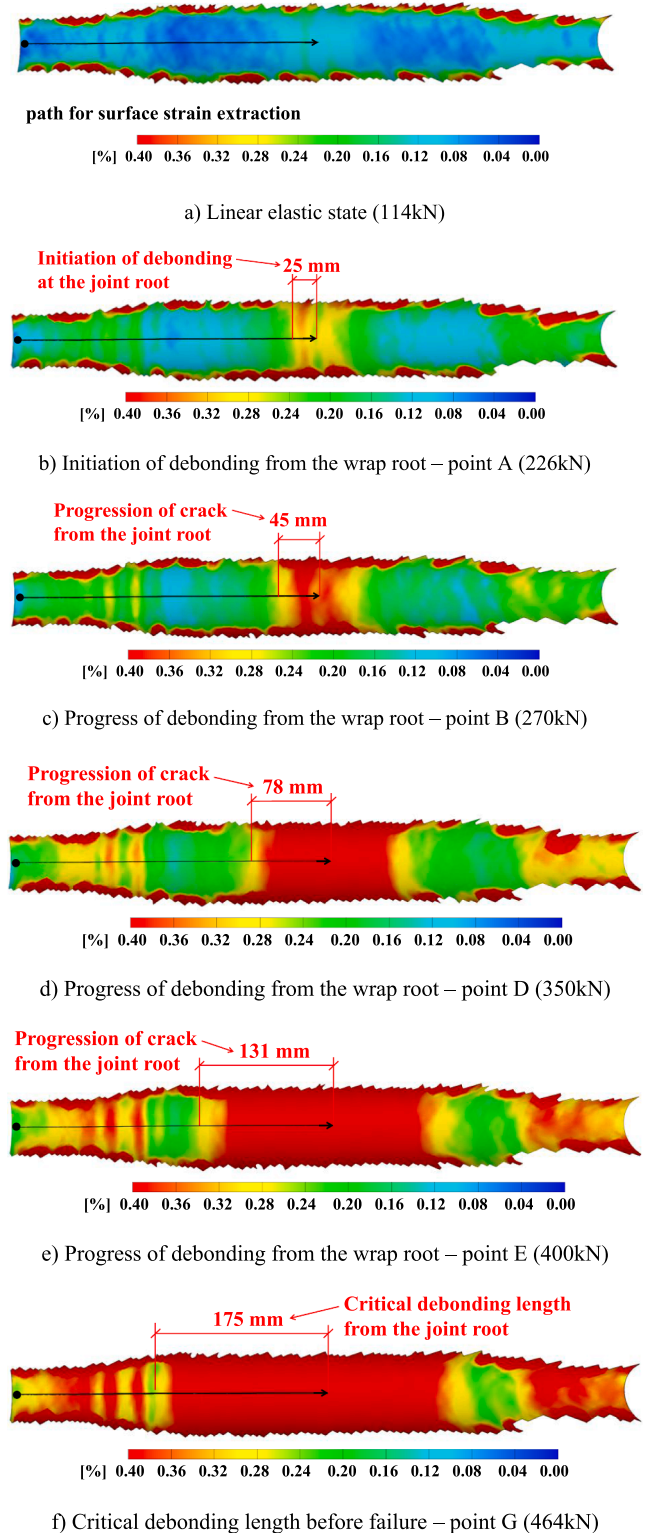 path for surface strain extraction
[%] 0.40 0.36 0.32 0.28 0.24 0.20 0.16 0.12 0.08 0.04 0.00
a) Linear elastic state (114kN)
Initiation of debonding
at the joint root
25 mm
[%] 0.40 0.36 0.32 0.28 0.24 0.20 0.16 0.12 0.08 0.04 0.00
b) Initiation of debonding from the wrap root – point A (226kN)
Progression of crack
from the joint root
45 mm
[%] 0.40 0.36 0.32 0.28 0.24 0.20 0.16 0.12 0.08 0.04 0.00
c) Progress of debonding from the wrap root – point B (270kN)
Progression of crack
from the joint root
78 mm
[%] 0.40 0.36 0.32 0.28 0.24 0.20 0.16 0.12 0.08 0.04 0.00
d) Progress of debonding from the wrap root – point D (350kN)
Progression of crack
from the joint root
131 mm
[%] 0.40 0.36 0.32 0.28 0.24 0.20 0.16 0.12 0.08 0.04 0.00
e) Progress of debonding from the wrap root – point E (400kN)
175 mm
Critical debonding length
from the joint root
[%] 0.40 0.36 0.32 0.28 0.24 0.20 0.16 0.12 0.08 0.04 0.00
f) Critical debonding length before failure – point G (464kN)